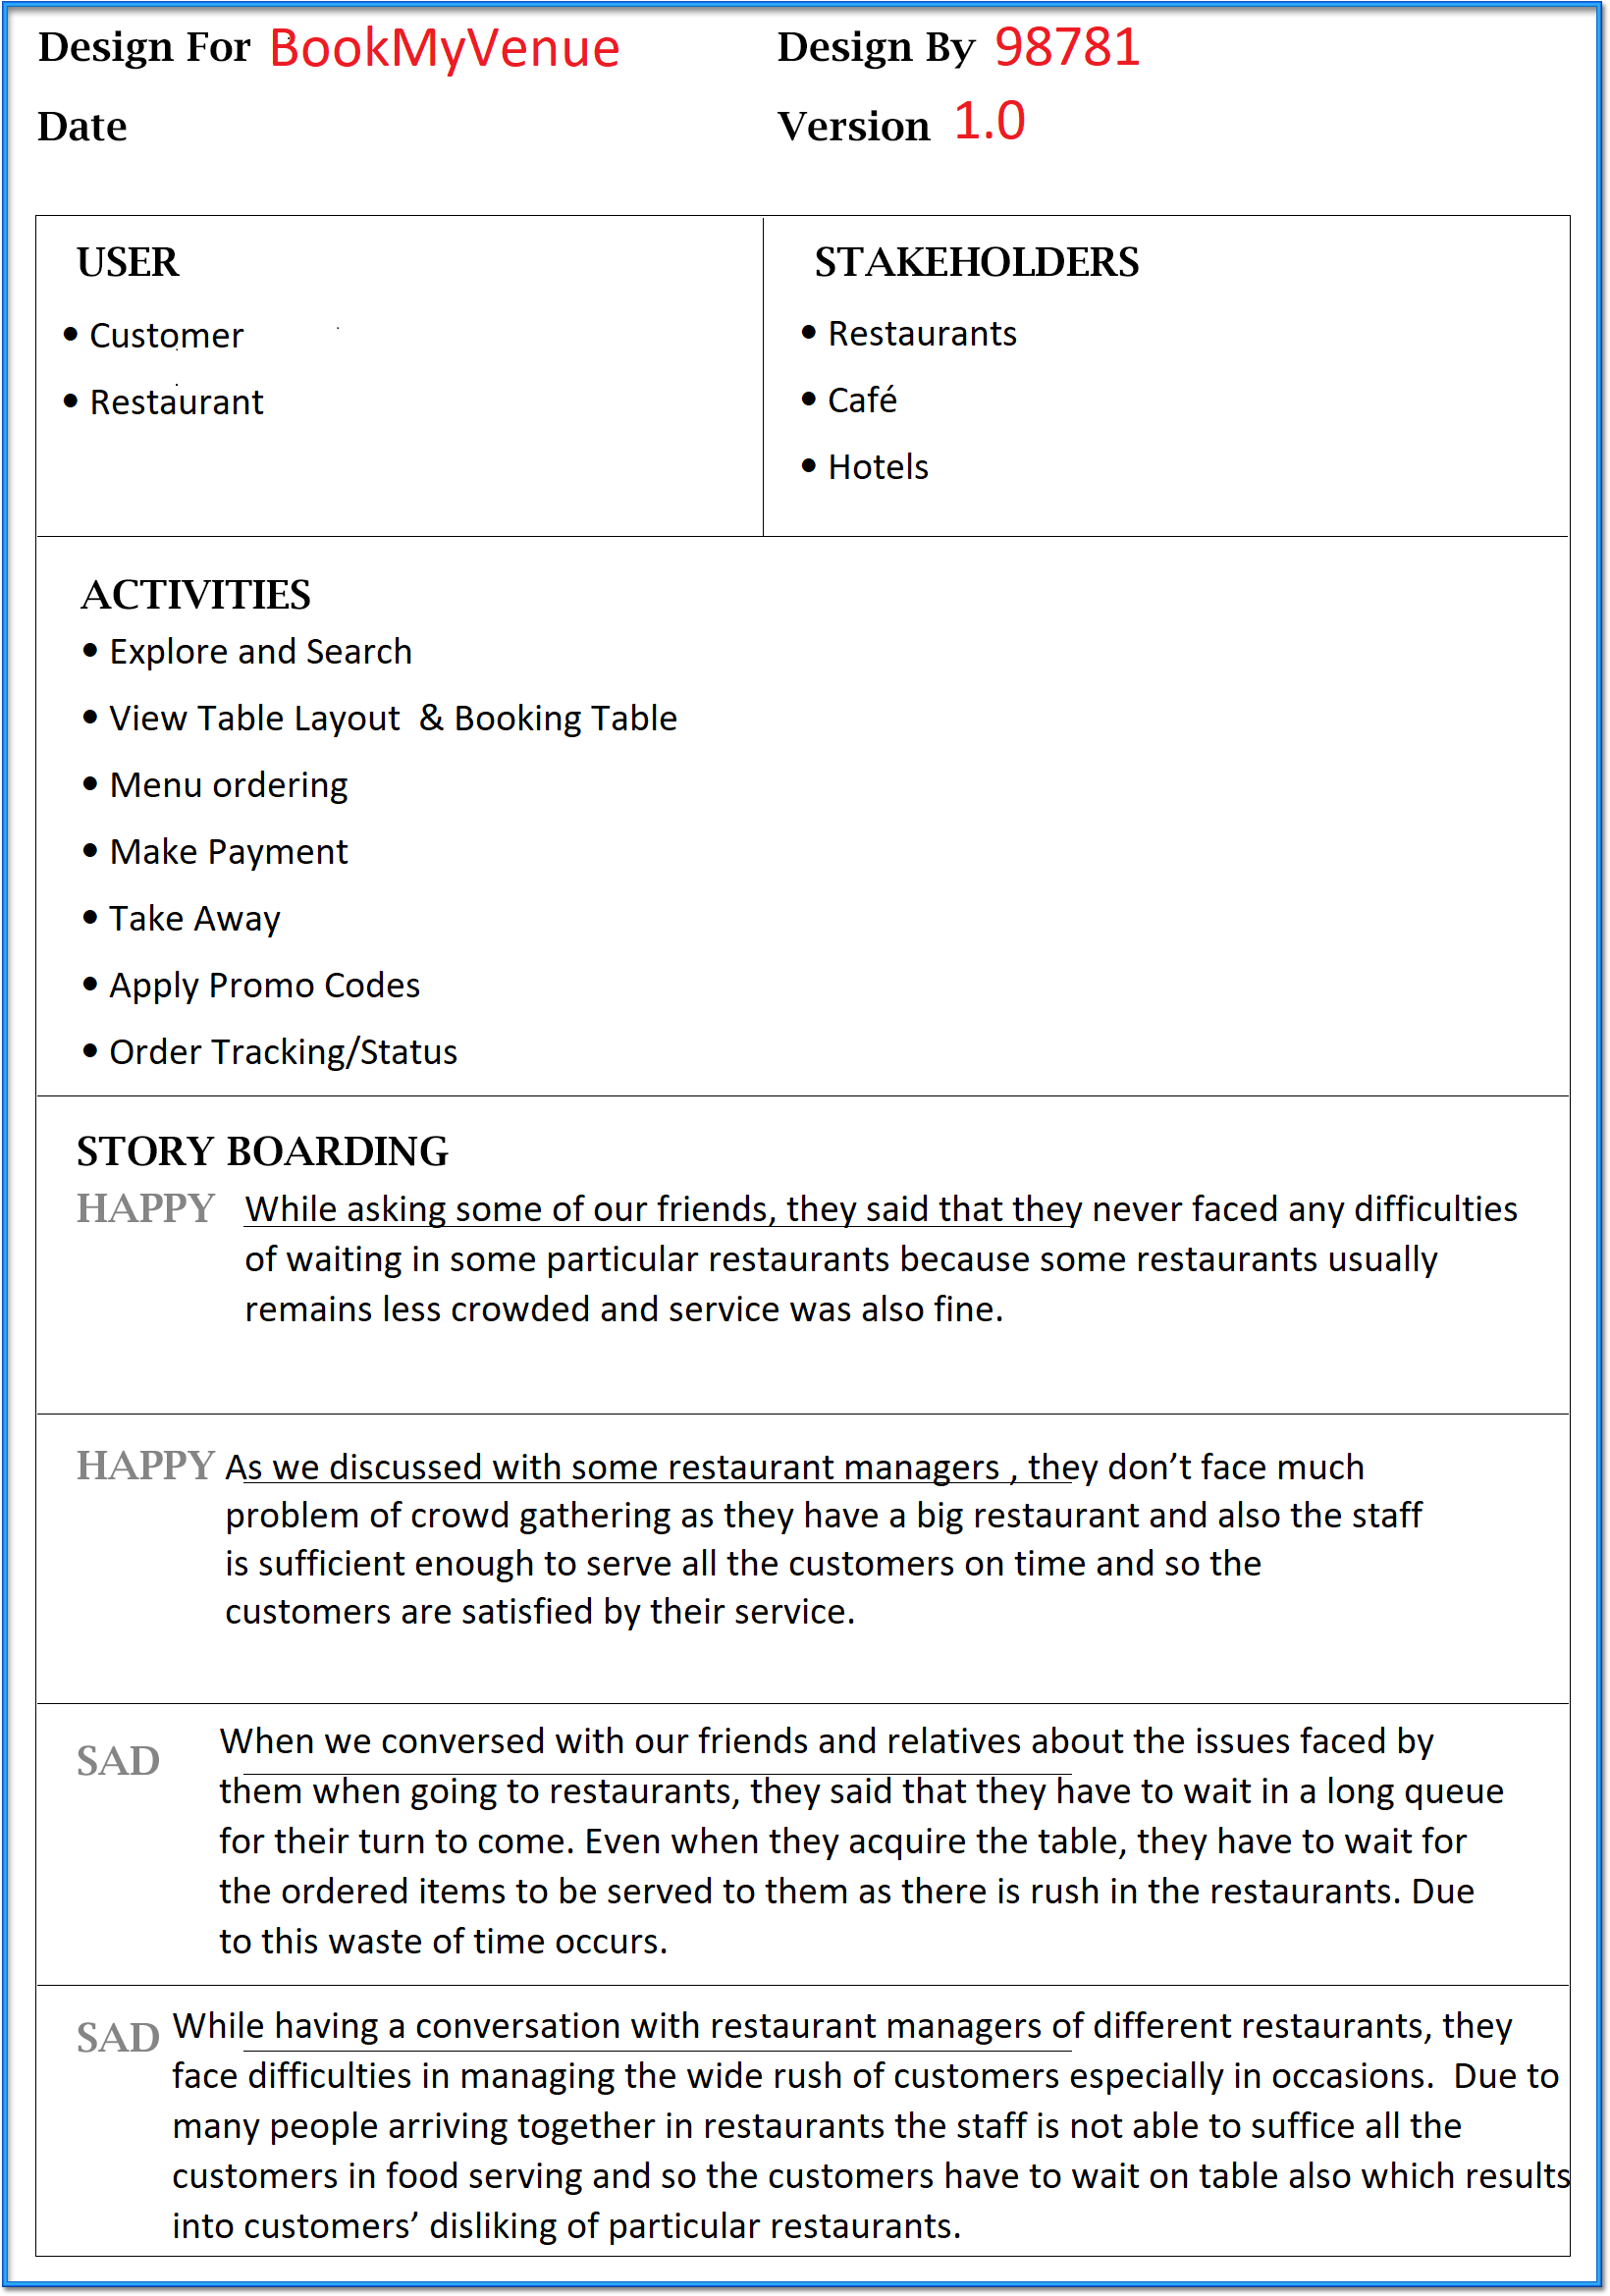 Design For BookMyVenue
Design By 98781
Date
Version 1.0
USER
• Customer
• Restaurant
STAKEHOLDERS
• Restaurants
• Café
• Hotels
ACTIVITIES
• Explore and Search
• View Table Layout  & Booking Table
• Menu ordering
• Make Payment
• Take Away
• Apply Promo Codes
• Order Tracking/Status
STORY BOARDING
HAPPY While asking some of our friends, they said that they never faced any difficulties
of waiting in some particular restaurants because some restaurants usually
remains less crowded and service was also fine.
HAPPY As we discussed with some restaurant managers , they don’t face much
problem of crowd gathering as they have a big restaurant and also the staff
is sufficient enough to serve all the customers on time and so the
customers are satisfied by their service.
SAD When we conversed with our friends and relatives about the issues faced by
them when going to restaurants, they said that they have to wait in a long queue
for their turn to come. Even when they acquire the table, they have to wait for
the ordered items to be served to them as there is rush in the restaurants. Due
to this waste of time occurs.
SAD While having a conversation with restaurant managers of different restaurants, they
face difficulties in managing the wide rush of customers especially in occasions.  Due to
many people arriving together in restaurants the staff is not able to suffice all the
customers in food serving and so the customers have to wait on table also which results
into customers’ disliking of particular restaurants.